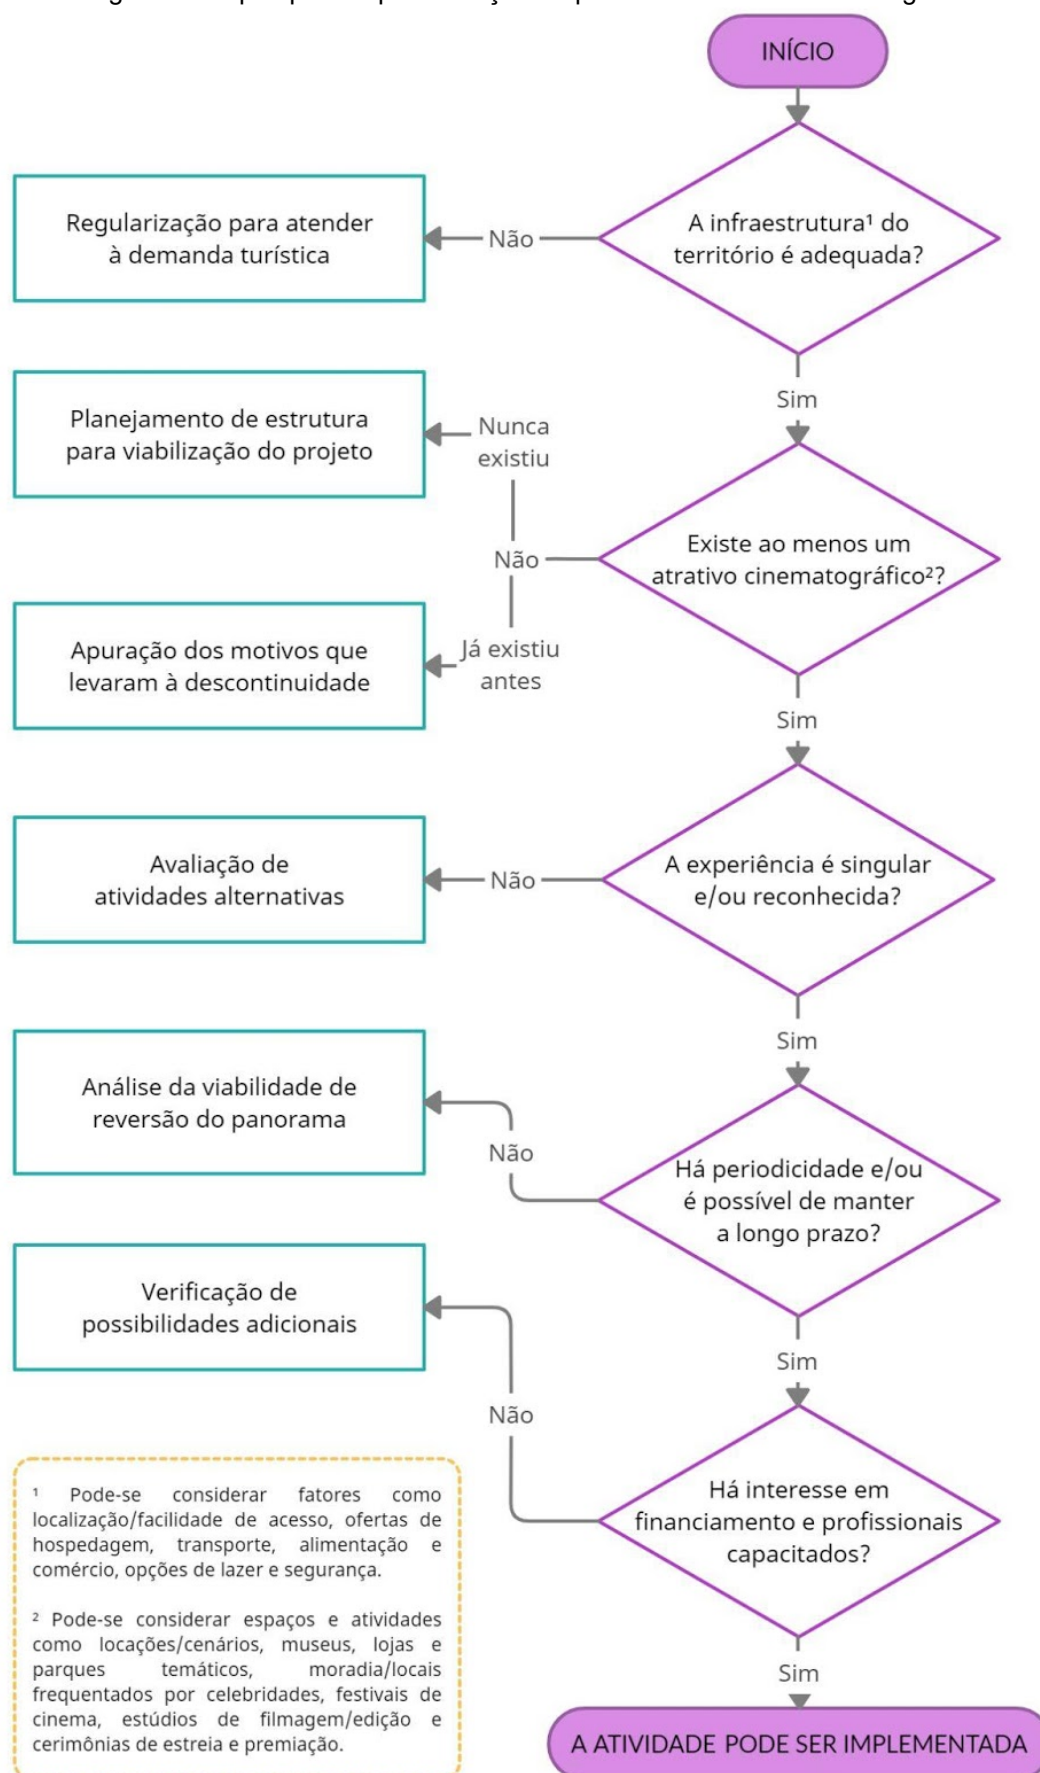 INÍCIO
A infraestrutura¹ do
território é adequada?
Não
Regularização para atender
à demanda turística
Sim
Existe ao menos um
atrativo cinematográfico²?
Não
Nunca
existiu
Planejamento de estrutura
para viabilização do projeto
Já existiu
antes
Apuração dos motivos que
levaram à descontinuidade
Sim
A experiência é singular
e/ou reconhecida?
Não
Avaliação de
atividades alternativas
Sim
Há periodicidade e/ou
é possível de manter
a longo prazo?
Não
Análise da viabilidade de
reversão do panorama
Sim
Há interesse em
financiamento e profissionais
capacitados?
Não
Verificação de
possibilidades adicionais
Sim
A ATIVIDADE PODE SER IMPLEMENTADA
¹ Pode-se considerar fatores como
localização/facilidade de acesso, ofertas de
hospedagem, transporte, alimentação e
comércio, opções de lazer e segurança.
² Pode-se considerar espaços e atividades
como locações/cenários, museus, lojas e
parques temáticos, moradia/locais
frequentados por celebridades, festivais de
cinema, estúdios de filmagem/edição e
cerimônias de estreia e premiação.